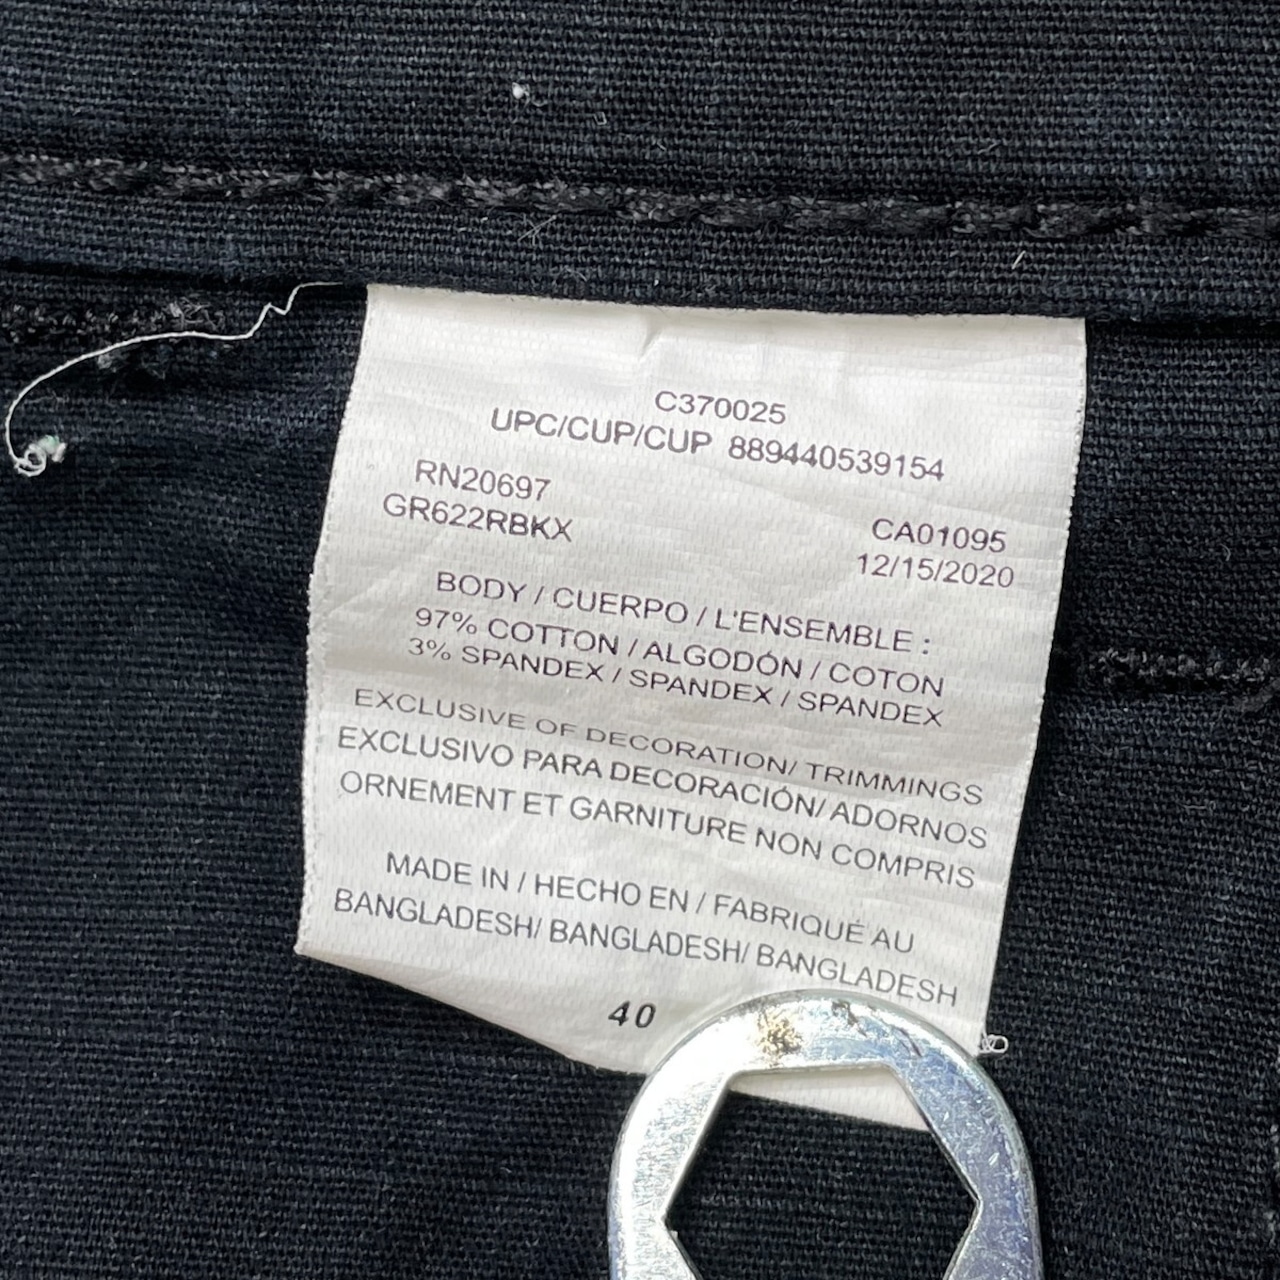 C370025
UPC/CUP/CUP 889440539154
RN20697
GR622RBKX
CA01095
12/15/2020
BODY / CUERPO / L'ENSEMBLE :
97% COTTON / ALGODÓN / COTON
3% SPANDEX / SPANDEX / SPANDEX
EXCLUSIVE OF DECORATION/ TRIMMINGS
EXCLUSIVO PARA DECORACIÓN/ ADORNOS
ORNEMENT ET GARNITURE NON COMPRIS
MADE IN / HECHO EN / FABRIQUÉ AU
BANGLADESH/ BANGLADESH/ BANGLADESH
40